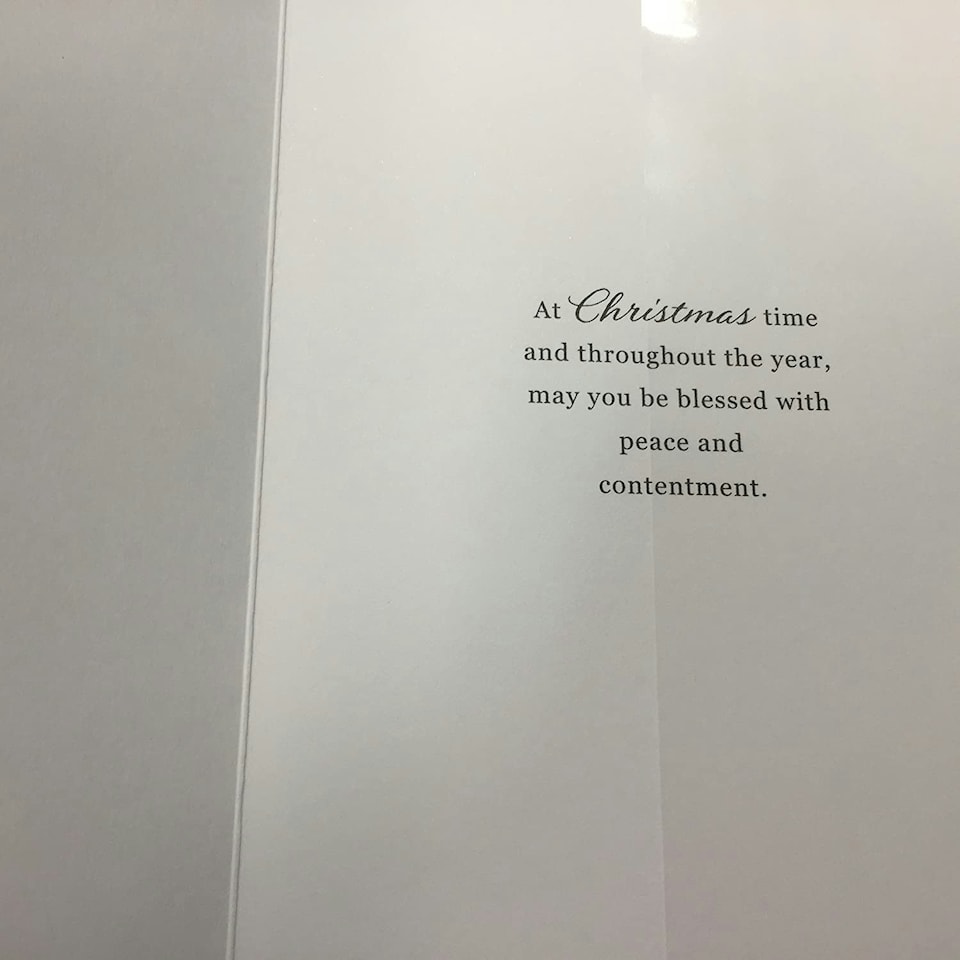 At Christmas time
and throughout the year,
may you be blessed with
peace and
contentment.